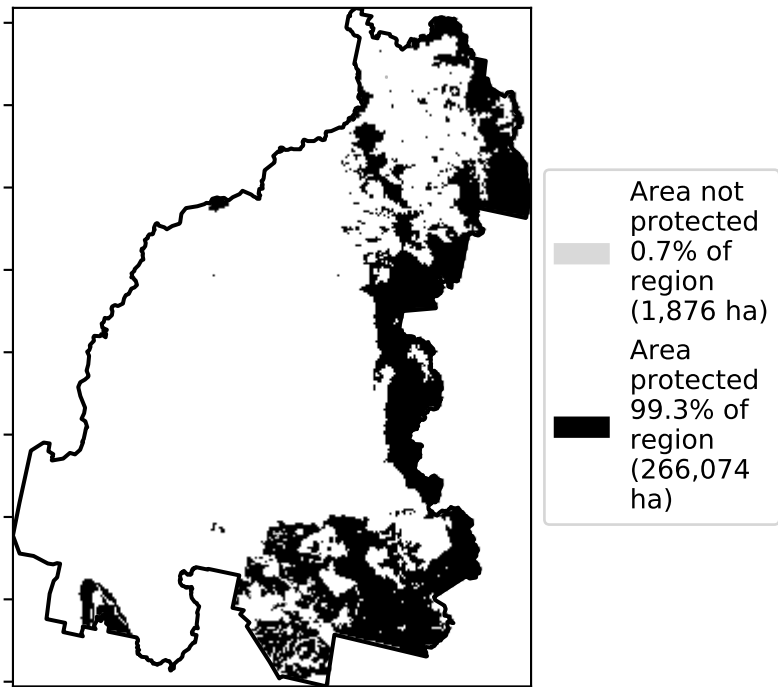 Area not
protected
0.7% of
region
(1,876 ha)
Area
protected
99.3% of
region
(266,074
ha)